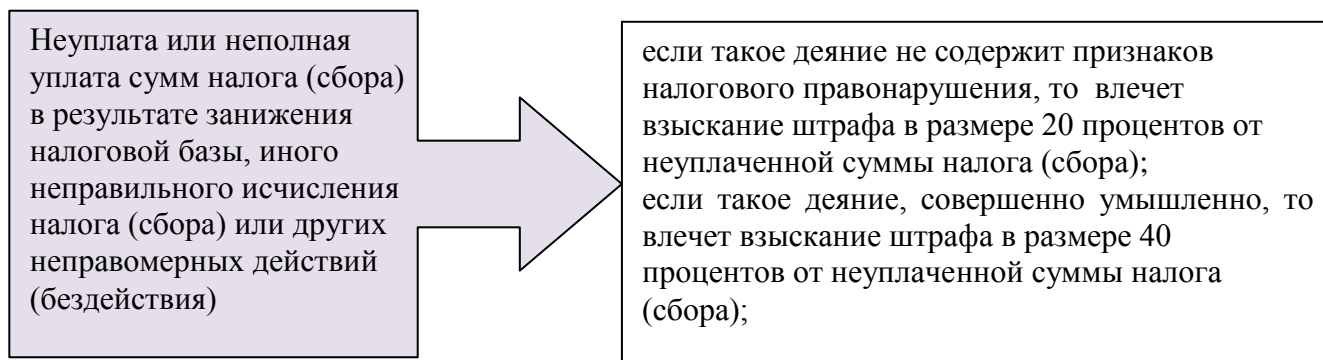 Неуплата или неполная
уплата сумм налога (сбора)
в результате занижения
налоговой базы, иного
неправильного исчисления
налога (сбора) или других
неправомерных действий
(бездействия)
если такое деяние не содержит признаков
налогового правонарушения, то влечет
взыскание штрафа в размере 20 процентов от
неуплаченной суммы налога (сбора);
если такое деяние, совершенно умышленно, то
влечет взыскание штрафа в размере 40
процентов от неуплаченной суммы налога
(сбора);